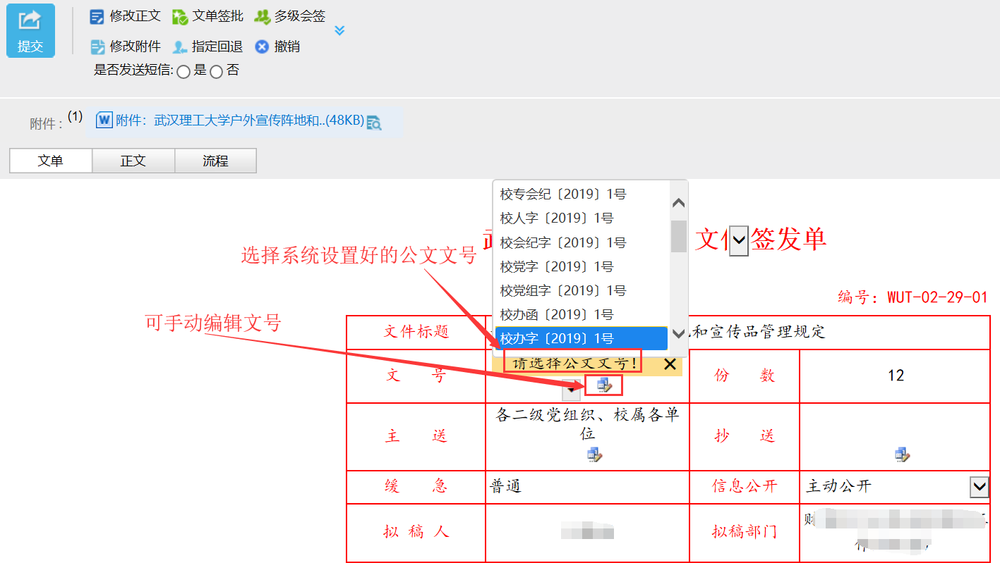 修改正文 文单签批 多级会签
提交 修改附件 指定回退 撤销
是否发送短信: 是 否
附件: (1) 附件：武汉理工大学户外宣传阵地和..(48KB)
文单 正文 流程
校专会纪〔2019〕1号
校人字〔2019〕1号
文 签发单
校会纪字〔2019〕1号
选择系统设置好的公文文号
校党字〔2019〕1号
校党组字〔2019〕1号
编号：WUT-02-29-01
校办函〔2019〕1号
可手动编辑文号
文件标题 和宣传品管理规定
校办字〔2019〕1号
请选择公文文号!
文 号 份 数 12
各二级党组织、校属各单
位
主 送 抄 送
缓 急 普通 信息公开 主动公开
拟 稿 人 拟稿部门